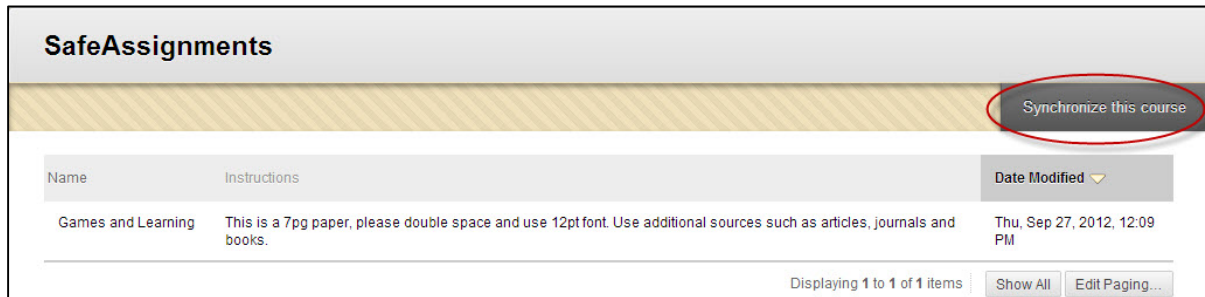 SafeAssignments
Synchronize this course
Name Instructions Date Modified
Games and Learning This is a 7pg paper, please double space and use 12pt font. Use additional sources such as articles, journals and Thu, Sep 27, 2012, 12:09
books. PM
Displaying 1 to 1 of 1 items Show All Edit Paging...